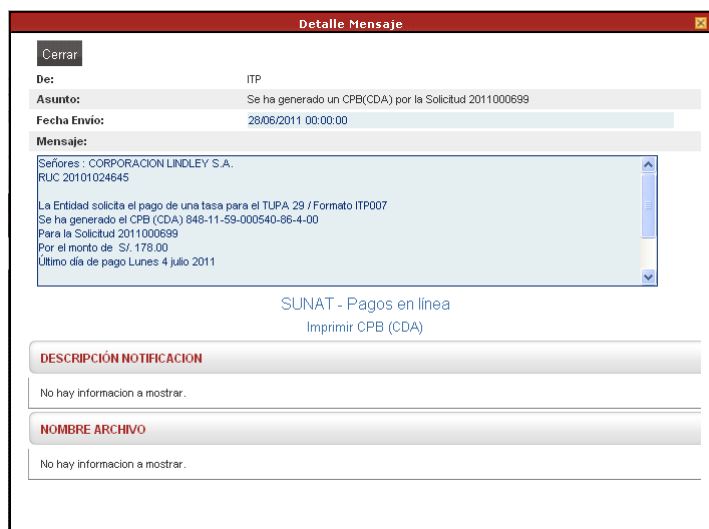 Detalle Mensaje
Cerrar
De: ITP
Asunto: Se ha generado un CPB(CDA) por la Solicitud 2011000699
Fecha Envío: 28/06/2011 00:00:00
Mensaje:
Señores : CORPORACION LINDLEY S.A.
RUC 20101024645
La Entidad solicita el pago de una tasa para el TUPA 29 / Formato ITP007
Se ha generado el CPB (CDA) 848-11-59-000540-86-4-00
Para la Solicitud 2011000699
Por el monto de S/. 178.00
Último día de pago Lunes 4 julio 2011
SUNAT - Pagos en línea
Imprimir CPB (CDA)
DESCRIPCIÓN NOTIFICACION
No hay informacion a mostrar.
NOMBRE ARCHIVO
No hay informacion a mostrar.